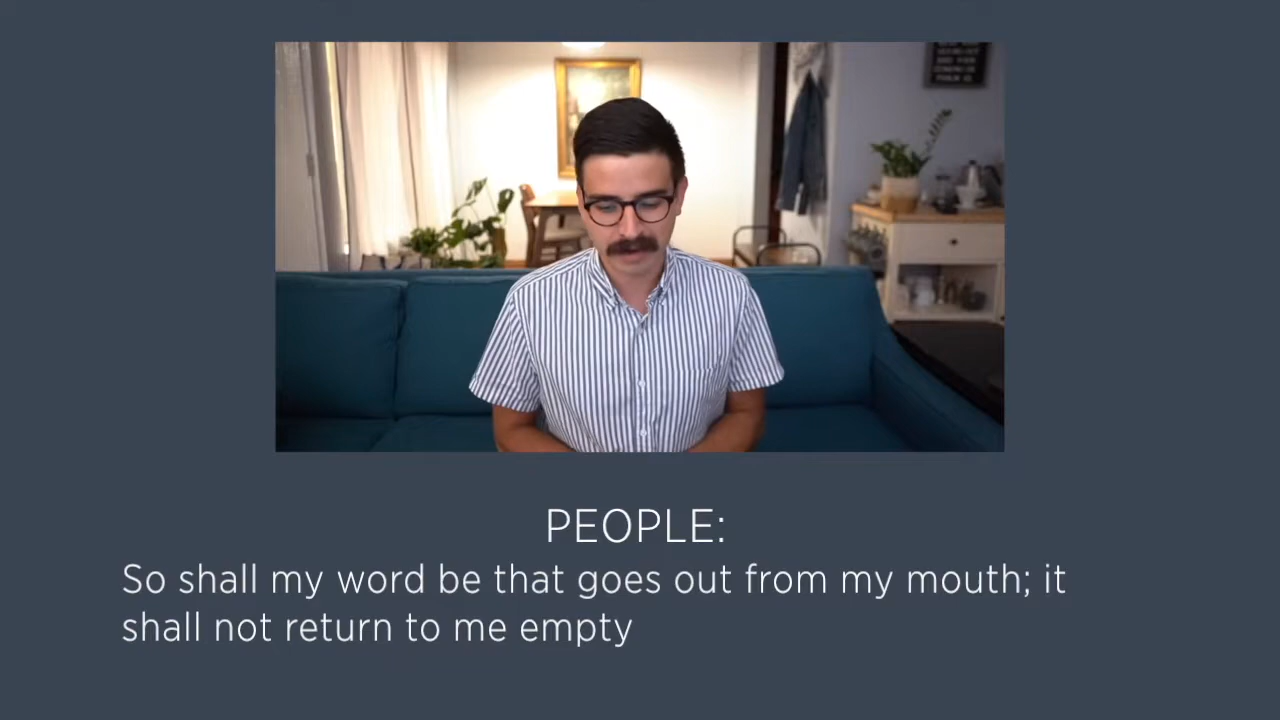 PEOPLE:
So shall my word be that goes out from my mouth; it
shall not return to me empty